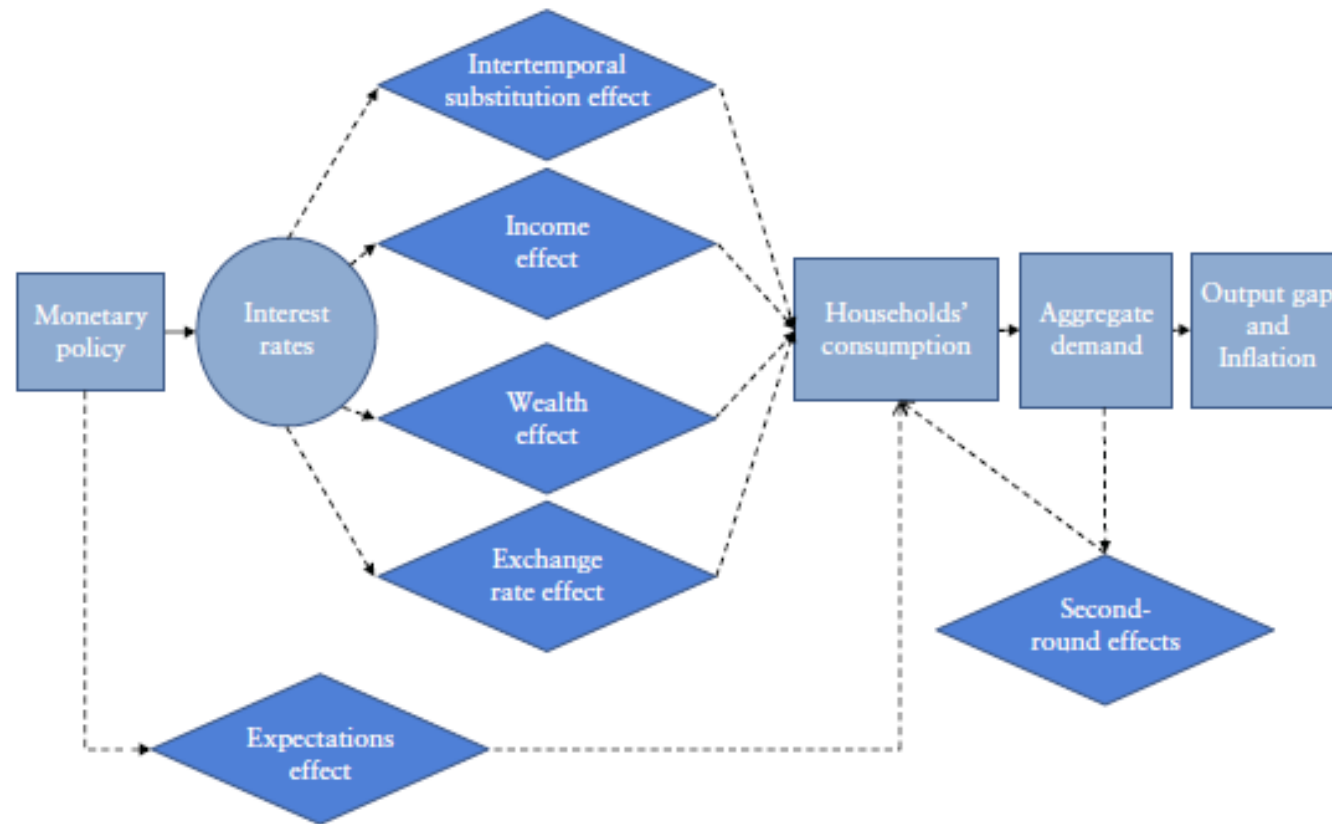 Intertemporal
substitution effect
Income
effect
Monetary
policy
Interest
rates
Households'
consumption
Aggregate
demand
Output gap
and
Inflation
Wealth
effect
Exchange
rate effect
Second-
round effects
Expectations
effect